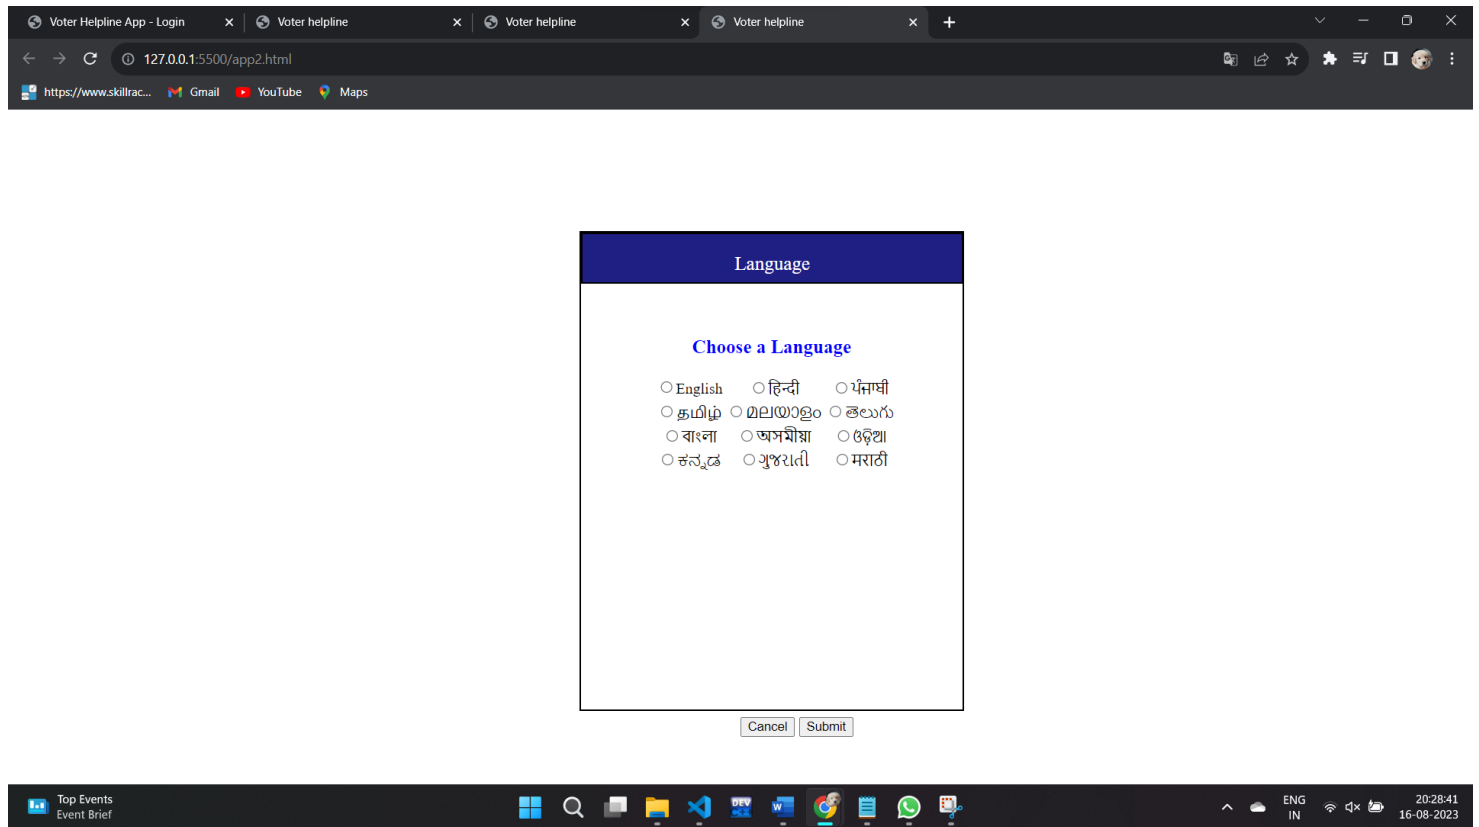 Voter Helpline App - Login Voter helpline Voter helpline Voter helpline
127.0.0.1:5500/app2.html
https://www.skillrac... Gmail YouTube Maps
Language
Choose a Language
English हिन्दी ਪੰਜਾਬੀ
தமிழ் മലയാളം తెలుగు
বাংলা অসমীয়া ଓଡ଼ିଆ
ಕನ್ನಡ ગુજરાતી मराठी
Cancel Submit
Top Events
Event Brief
DEV
ENG
IN
20:28:41
16-08-2023